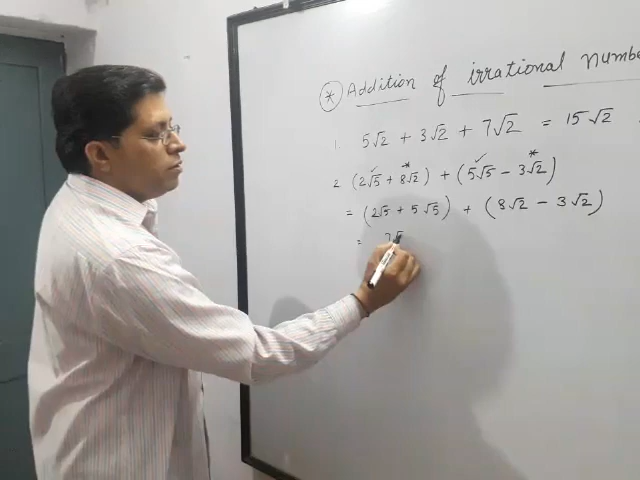 * Addition of irrational Numbe
1. 5√2 + 3√2 + 7√2 = 15√2
2. (2√5 + 8√2) + (5√5 - 3√2)
= (2√5 + 5√5) + (8√2 - 3√2)
= 7√